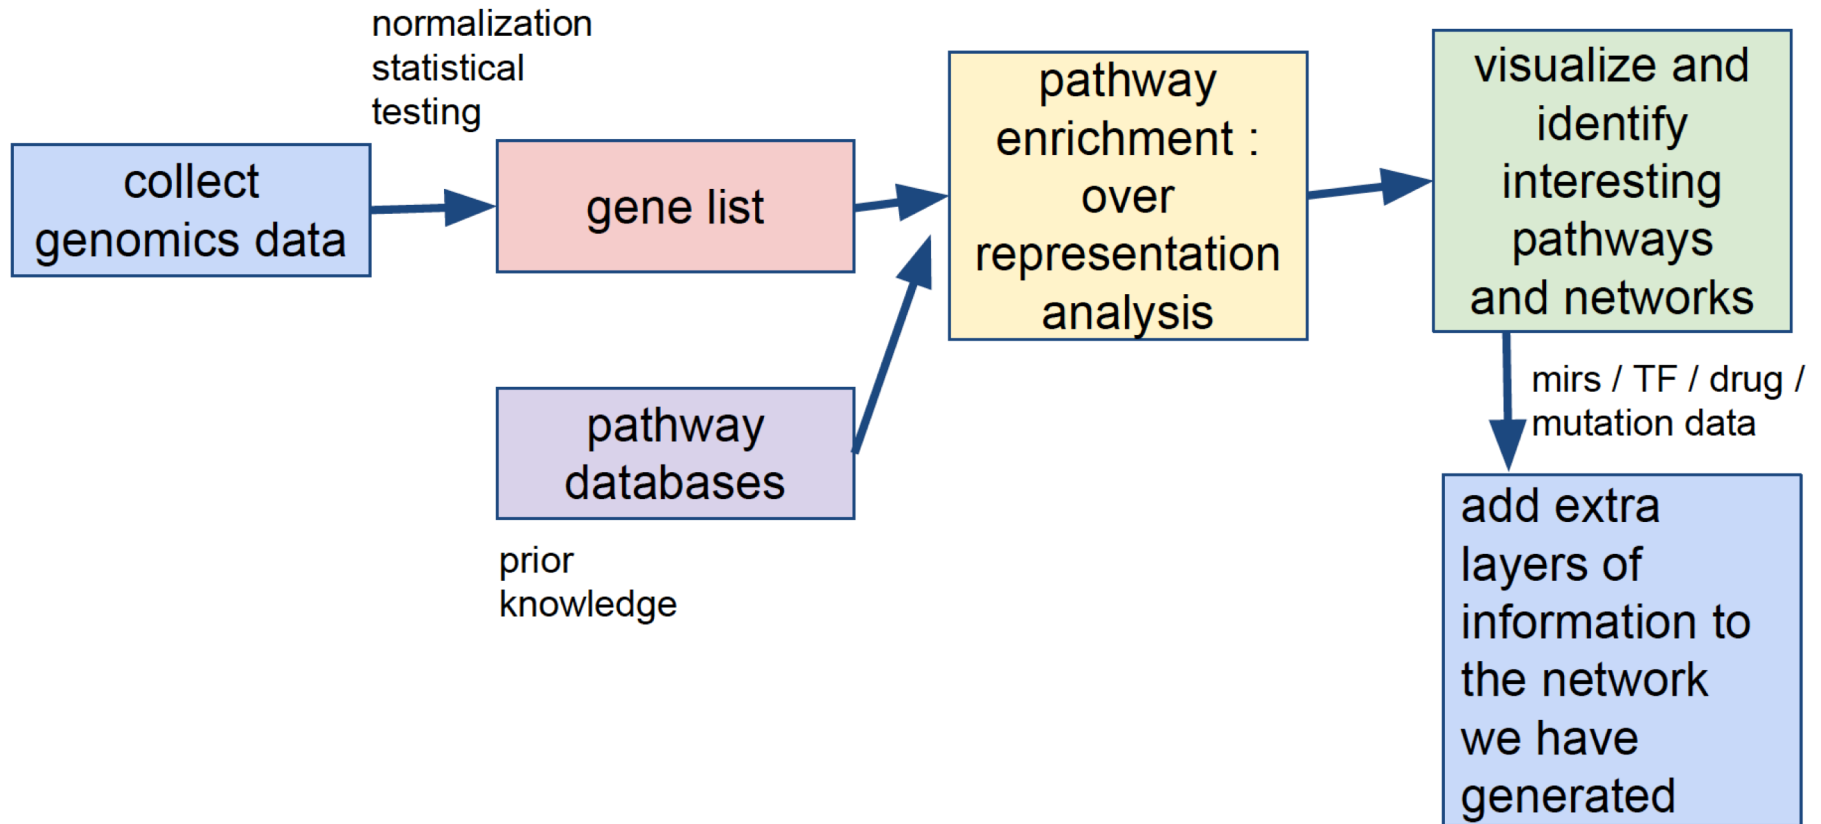 normalization
statistical
testing
collect
genomics data
gene list
pathway
databases
prior
knowledge
pathway
enrichment :
over
representation
analysis
visualize and
identify
interesting
pathways
and networks
mirs / TF / drug /
mutation data
add extra
layers of
information to
the network
we have
generated